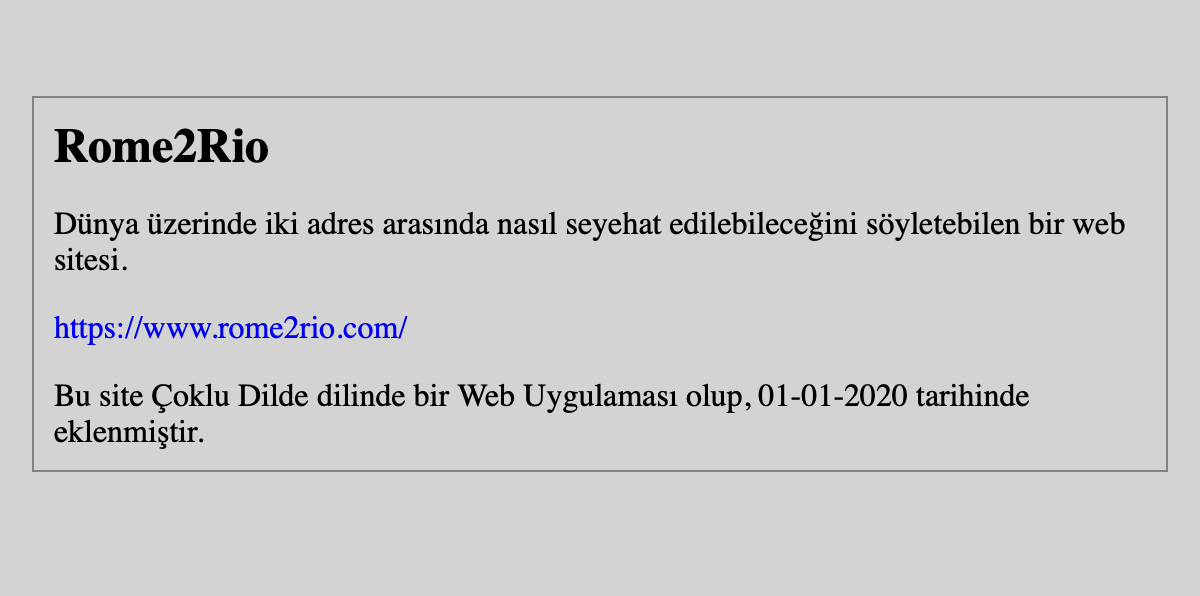 Rome2Rio
Dünya üzerinde iki adres arasında nasıl seyehat edilebileceğini söyletebilen bir web
sitesi.
https://www.rome2rio.com/
Bu site Çoklu Dilde dilinde bir Web Uygulaması olup, 01-01-2020 tarihinde
eklenmiştir.